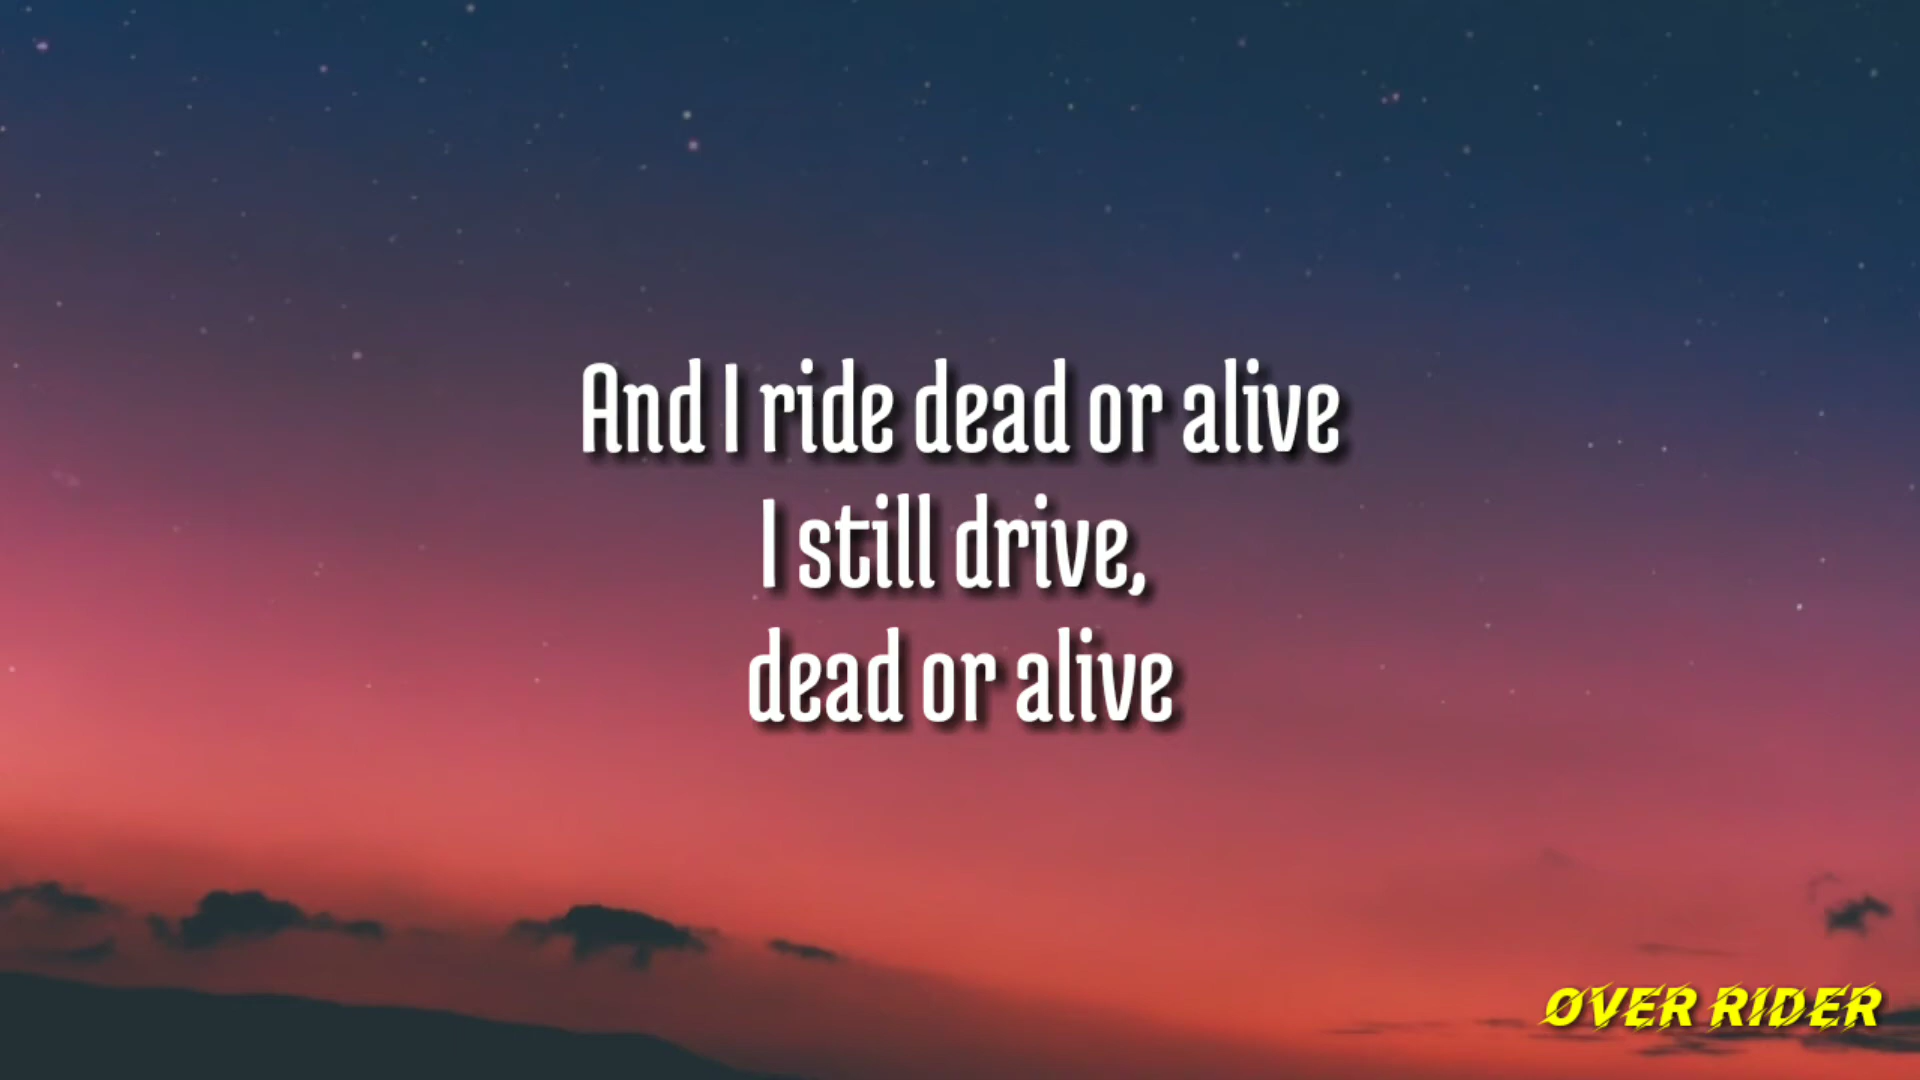 And I ride dead or alive
I still drive,
dead or alive
OVER RIDER